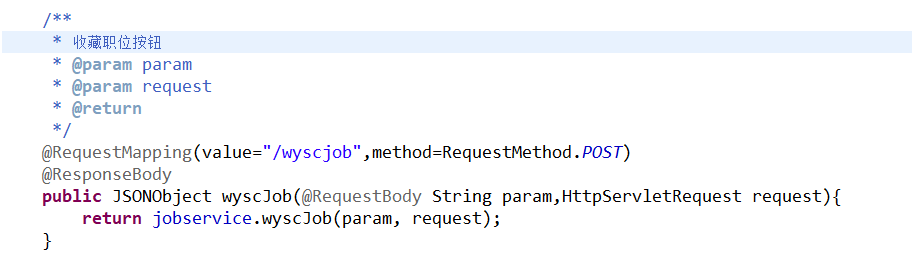 /**
 * 收藏职位按钮
 * @param param
 * @param request
 * @return
 */
@RequestMapping(value="/wyscjob",method=RequestMethod.POST)
@ResponseBody
public JSONObject wyscJob(@RequestBody String param,HttpServletRequest request){
    return jobservice.wyscJob(param, request);
}